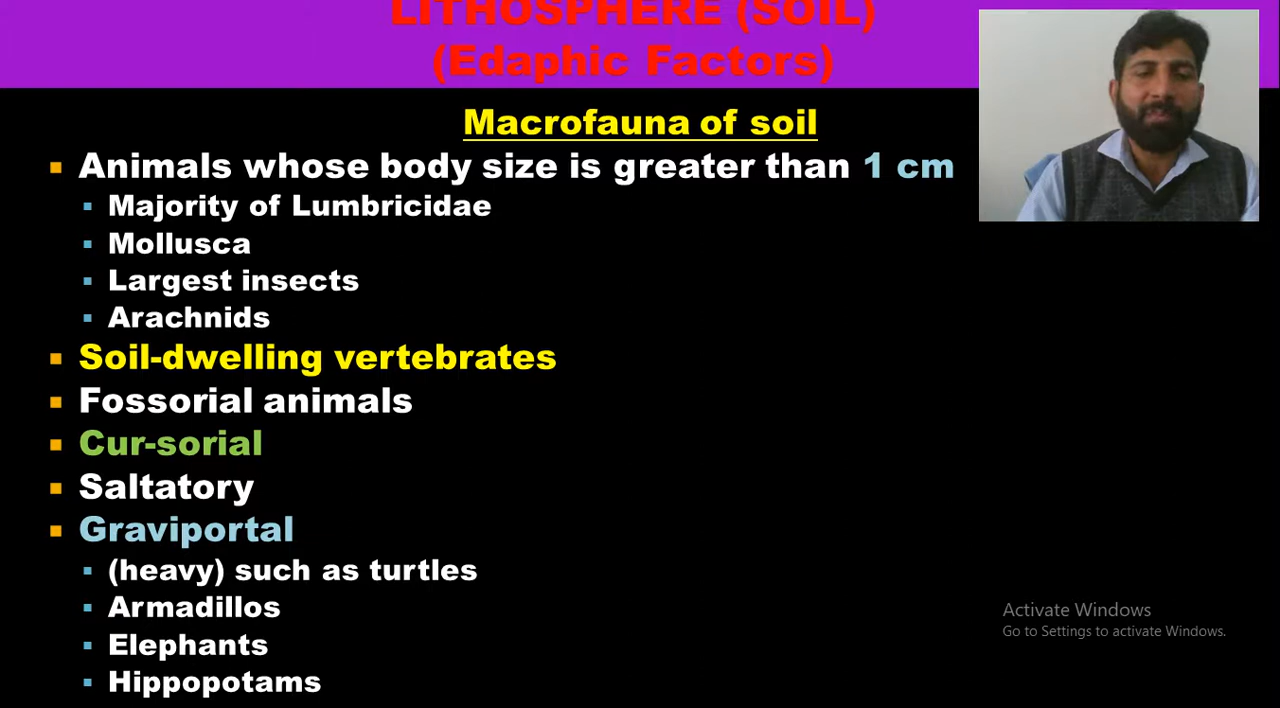 LITHOSPHERE (SOIL)
(Edaphic Factors)
Macrofauna of soil
Animals whose body size is greater than 1 cm
Majority of Lumbricidae
Mollusca
Largest insects
Arachnids
Soil-dwelling vertebrates
Fossorial animals
Cur-sorial
Saltatory
Graviportal
(heavy) such as turtles
Armadillos
Elephants
Hippopotams
Activate Windows
Go to Settings to activate Windows.